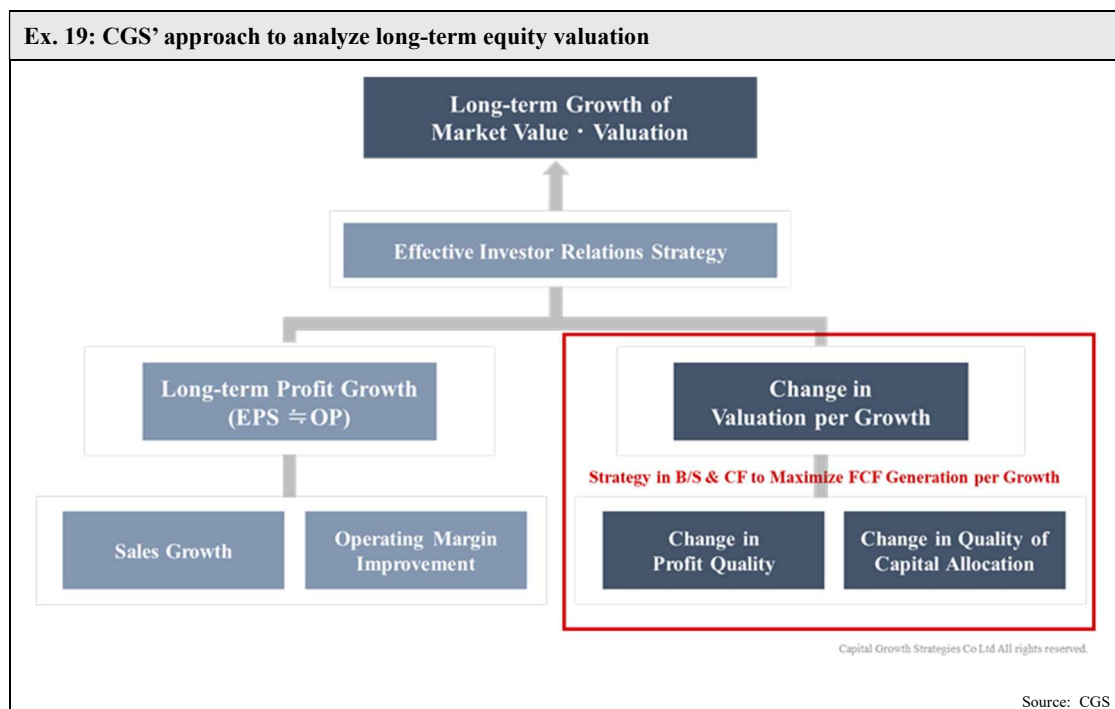 Ex. 19: CGS’ approach to analyze long-term equity valuation
Long-term Growth of
Market Value・Valuation
Effective Investor Relations Strategy
Long-term Profit Growth
(EPS ≒ OP)
Change in
Valuation per Growth
Strategy in B/S & CF to Maximize FCF Generation per Growth
Sales Growth
Operating Margin
Improvement
Change in
Profit Quality
Change in Quality of
Capital Allocation
Capital Growth Strategies Co Ltd All rights reserved.
Source: CGS